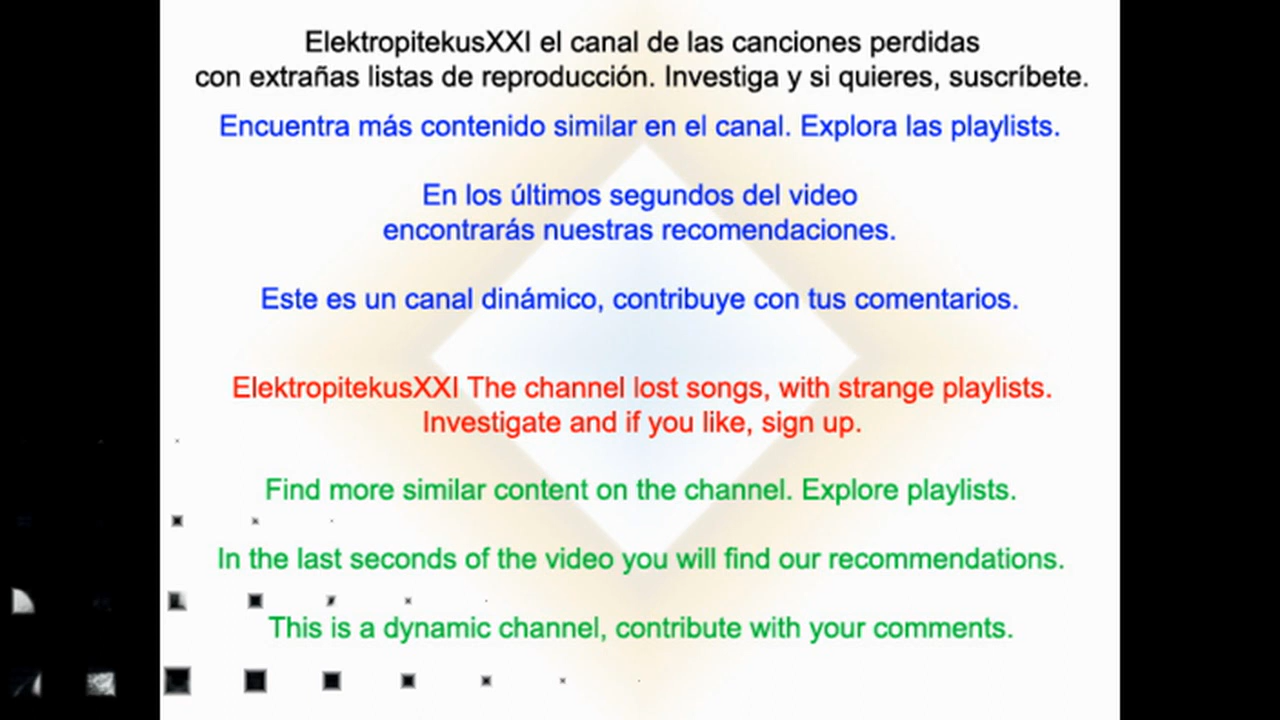 ElektropitekusXXI el canal de las canciones perdidas
con extrañas listas de reproducción. Investiga y si quieres, suscríbete.
Encuentra más contenido similar en el canal. Explora las playlists.
En los últimos segundos del video
encontrarás nuestras recomendaciones.
Este es un canal dinámico, contribuye con tus comentarios.
ElektropitekusXXI The channel lost songs, with strange playlists.
Investigate and if you like, sign up.
Find more similar content on the channel. Explore playlists.
In the last seconds of the video you will find our recommendations.
This is a dynamic channel, contribute with your comments.